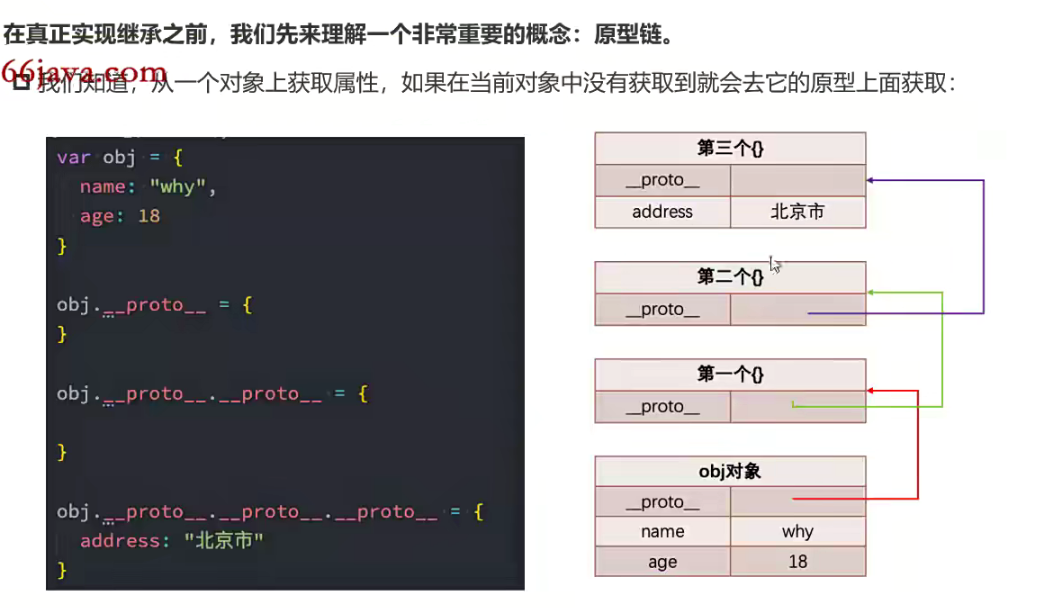 在真正实现继承之前，我们先来理解一个非常重要的概念：原型链。
66java.com
我们知道，从一个对象上获取属性，如果在当前对象中没有获取到就会去它的原型上面获取：
var obj = {
name: "why",
age: 18
}
obj.__proto__ = {
}
obj.__proto__.__proto__ = {
}
obj.__proto__.__proto__.__proto__ = {
address: "北京市"
}
第三个{}
__proto__
address 北京市
第二个{}
__proto__
第一个{}
__proto__
obj对象
__proto__
name why
age 18